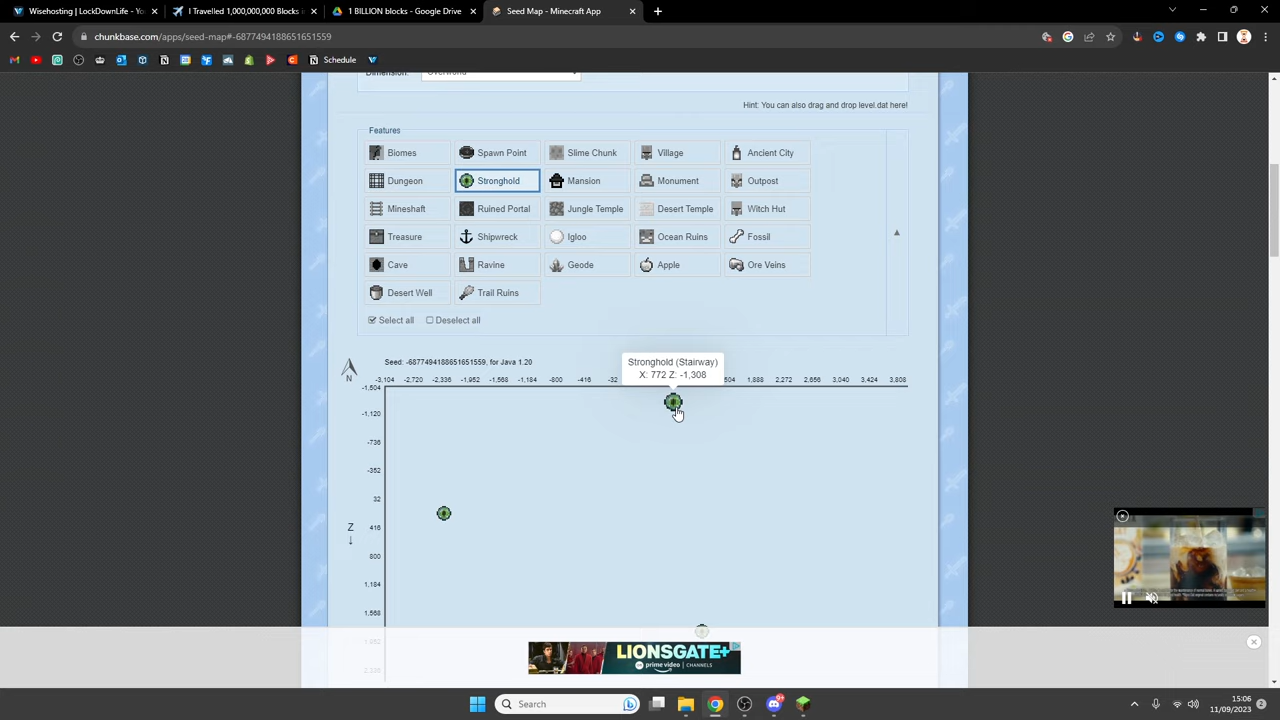 Wisehosting | LockDownLife - Yo
I Travelled 1,000,000,000 Blocks i
1 BILLION blocks - Google Drive
Seed Map - Minecraft App
chunkbase.com/apps/seed-map#-6877494188651651559
Schedule
Dimension: Overworld
Hint: You can also drag and drop level.dat here!
Features
Biomes Spawn Point Slime Chunk Village Ancient City
Dungeon Stronghold Mansion Monument Outpost
Mineshaft Ruined Portal Jungle Temple Desert Temple Witch Hut
Treasure Shipwreck Igloo Ocean Ruins Fossil
Cave Ravine Geode Apple Ore Veins
Desert Well Trail Ruins
Select all Deselect all
Seed: -6877494188651651559, for Java 1.20
Stronghold (Stairway)
X: 772 Z: -1,308
N
-3,104 -2,720 -2,336 -1,952 -1,568 -1,184 -800 -416 -32 504 1,888 2,272 2,656 3,040 3,424 3,808
-1,504
-1,120
-736
-352
32
Z
416
800
1,184
1,568
1,952
2,336
LIONSGATE+
prime video CHANNELS
Search
15:06
11/09/2023